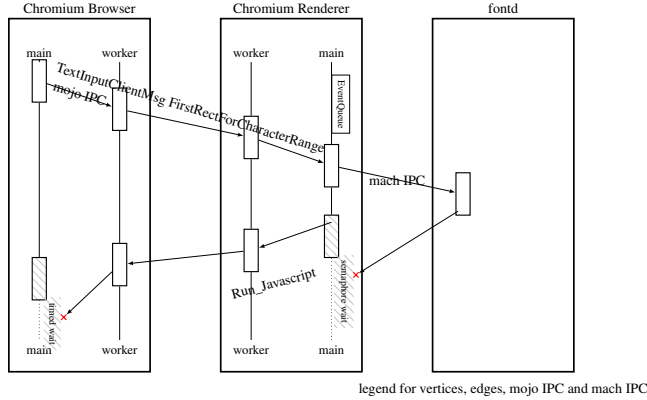 Chromium Browser
Chromium Renderer
fontd
main
worker
worker
main
TextInputClientMsg FirstRectForCharacterRange
mojo IPC
EventQueue
mach IPC
Run_Javascript
semaphore wait
timed wait
main
worker
worker
main
legend for vertices, edges, mojo IPC and mach IPC